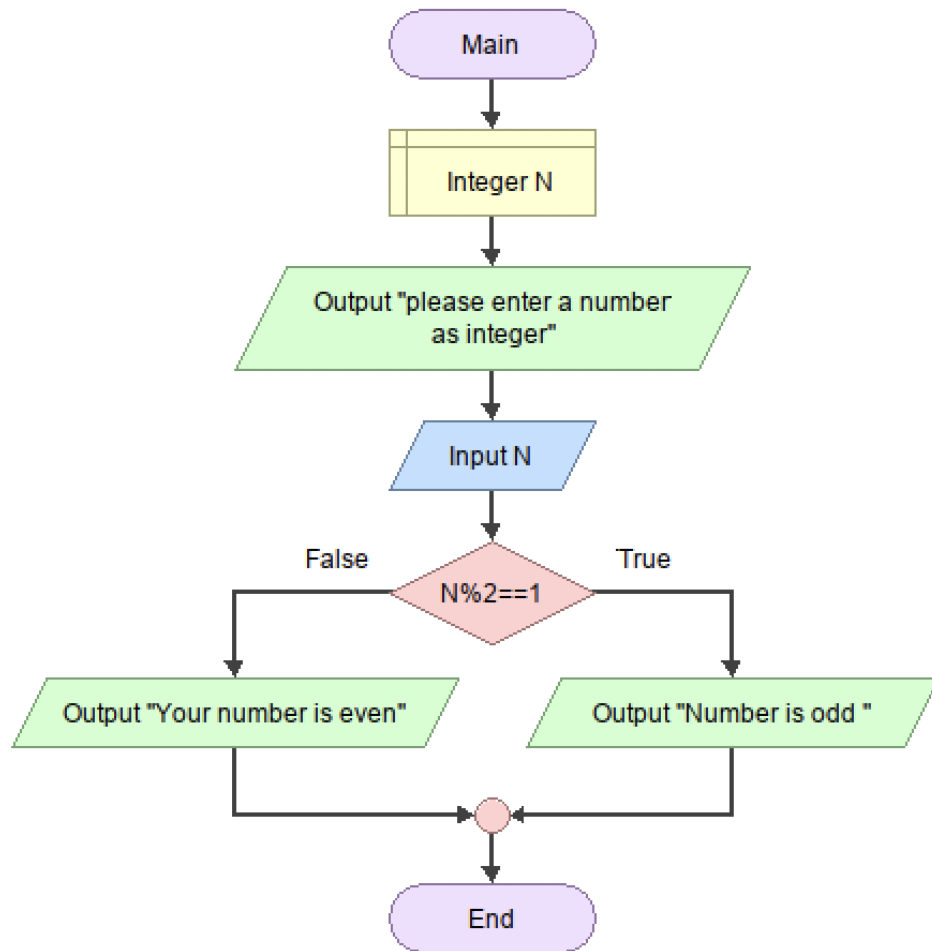 Main
Integer N
Output "please enter a number
as integer"
Input N
False
True
N%2==1
Output "Your number is even"
Output "Number is odd "
End